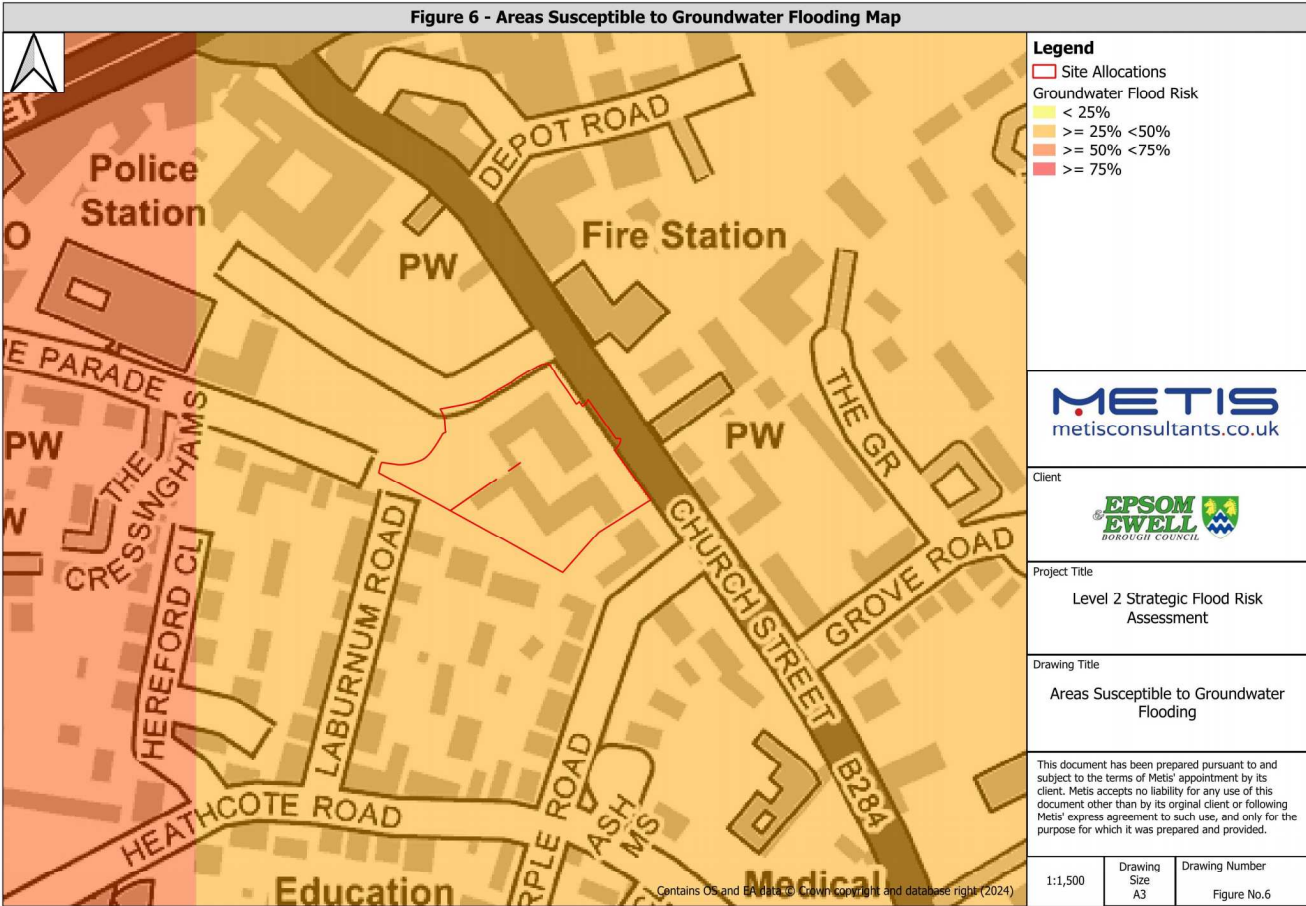 Figure 6 - Areas Susceptible to Groundwater Flooding Map
ET
Police
Station
O
DEPOT ROAD
PW
Fire Station
E PARADE
PW
THE
CRESSINGHAMS
W
HEREFORD CL
LABURNUM ROAD
PW
THE GR
CHURCH STREET
GROVE ROAD
B284
HEATHCOTE ROAD
RPLE ROAD
ASH
MS
Education
Medical
Contains OS and EA data © Crown copyright and database right (2024)
Legend
Site Allocations
Groundwater Flood Risk
< 25%
>= 25% <50%
>= 50% <75%
>= 75%
METIS
metisconsultants.co.uk
Client
EPSOM
& EWELL
BOROUGH COUNCIL
Project Title
Level 2 Strategic Flood Risk
Assessment
Drawing Title
Areas Susceptible to Groundwater
Flooding
This document has been prepared pursuant to and
subject to the terms of Metis' appointment by its
client. Metis accepts no liability for any use of this
document other than by its orginal client or following
Metis' express agreement to such use, and only for the
purpose for which it was prepared and provided.
1:1,500
Drawing
Size
A3
Drawing Number
Figure No.6